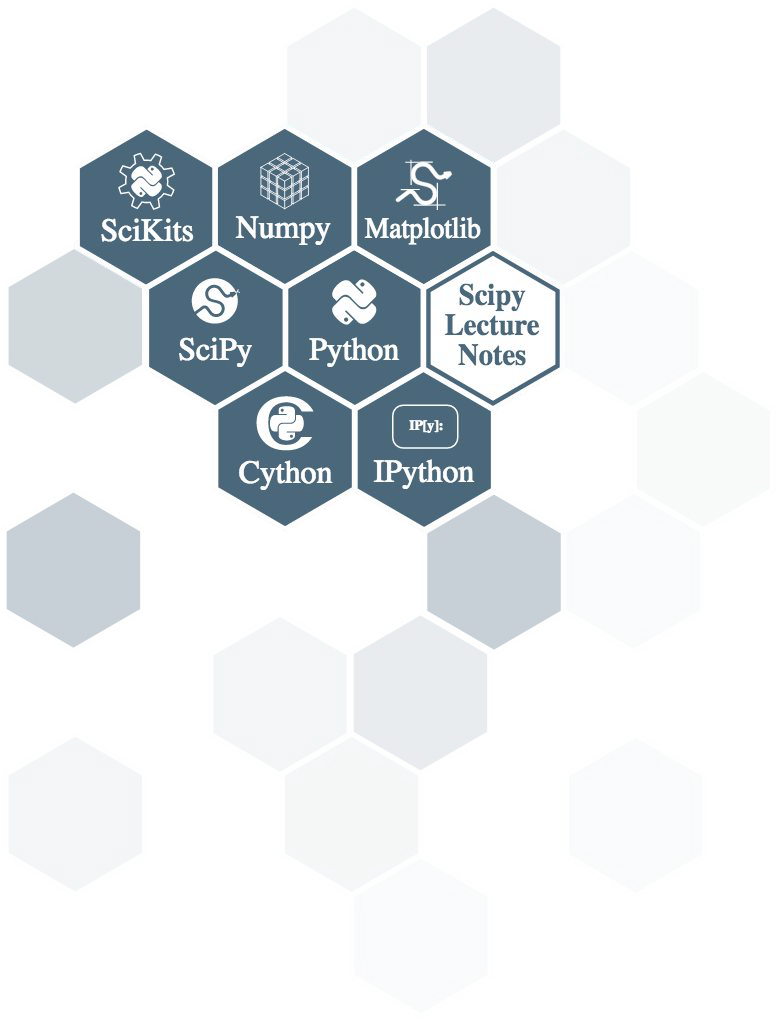 SciKits
Numpy
Matplotlib
SciPy
Python
Scipy
Lecture
Notes
Cython
IP[y]:
IPython